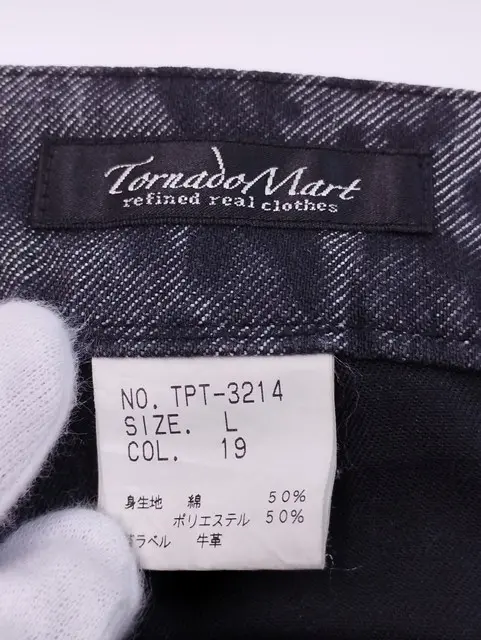 TornadoMart
refined real clothes
NO. TPT-3214
SIZE. L
COL. 19
身生地 綿 50%
ポリエステル 50%
ラベル 牛革